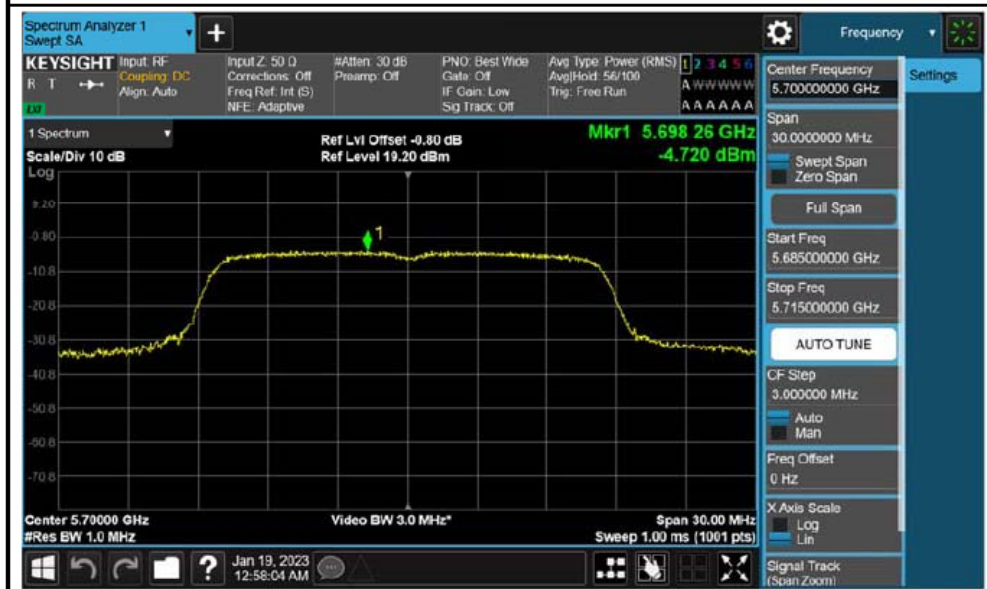 Spectrum Analyzer 1
Swept SA
Frequency
KEYSIGHT
R T
LXI
Input: RF
Coupling: DC
Align: Auto
Input Z: 50 Ω
Corrections: Off
Freq Ref: Int (S)
NFE: Adaptive
#Atten: 30 dB
Preamp: Off
PNO: Best Wide
Gate: Off
IF Gain: Low
Sig Track: Off
Avg Type: Power (RMS)
Avg|Hold: 56/100
Trig: Free Run
1 2 3 4 5 6
A W W W W W
A A A A A A
Center Frequency
5.700000000 GHz
Settings
Span
30.0000000 MHz
Swept Span
Zero Span
Full Span
Start Freq
5.685000000 GHz
Stop Freq
5.715000000 GHz
AUTO TUNE
CF Step
3.000000 MHz
Auto
Man
Freq Offset
0 Hz
X Axis Scale
Log
Lin
Signal Track
(Span Zoom)
1 Spectrum
Scale/Div 10 dB
Log
Ref Lvl Offset -0.80 dB
Ref Level 19.20 dBm
Mkr1 5.698 26 GHz
-4.720 dBm
9.20
-0.80
1
-10.8
-20.8
-30.8
-40.8
-50.8
-60.8
-70.8
Center 5.70000 GHz
#Res BW 1.0 MHz
Video BW 3.0 MHz*
Span 30.00 MHz
Sweep 1.00 ms (1001 pts)
?
Jan 19, 2023
12:58:04 AM